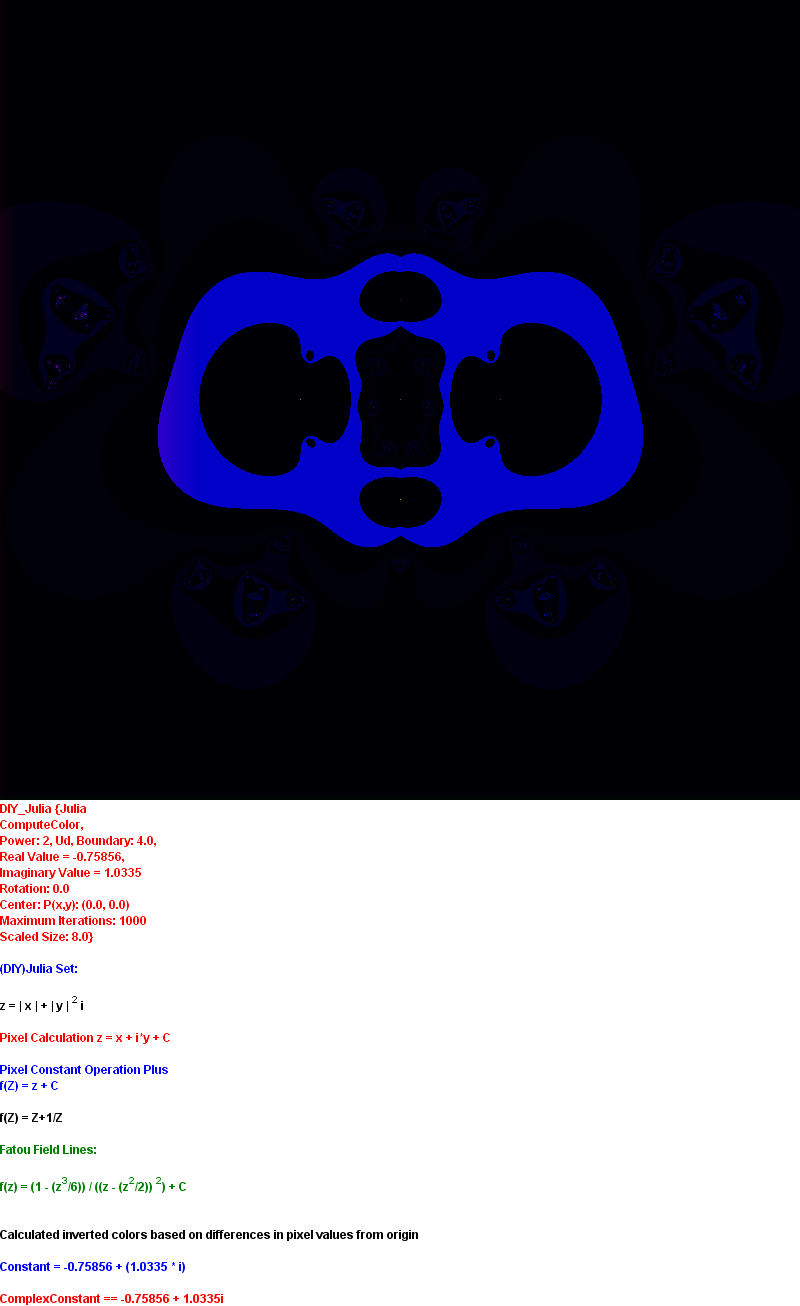 DIY_Julia {Julia
ComputeColor,
Power: 2, Ud, Boundary: 4.0,
Real Value = -0.75856,
Imaginary Value = 1.0335
Rotation: 0.0
Center: P(x,y): (0.0, 0.0)
Maximum Iterations: 1000
Scaled Size: 8.0}
(DIY)Julia Set:
z = | x | + | y | ² i
Pixel Calculation z = x + i*y + C
Pixel Constant Operation Plus
f(Z) = z + C
f(Z) = Z+1/Z
Fatou Field Lines:
f(z) = (1 - (z³/6)) / ((z - (z²/2)) ²) + C
Calculated inverted colors based on differences in pixel values from origin
Constant = -0.75856 + (1.0335 * i)
ComplexConstant == -0.75856 + 1.0335i